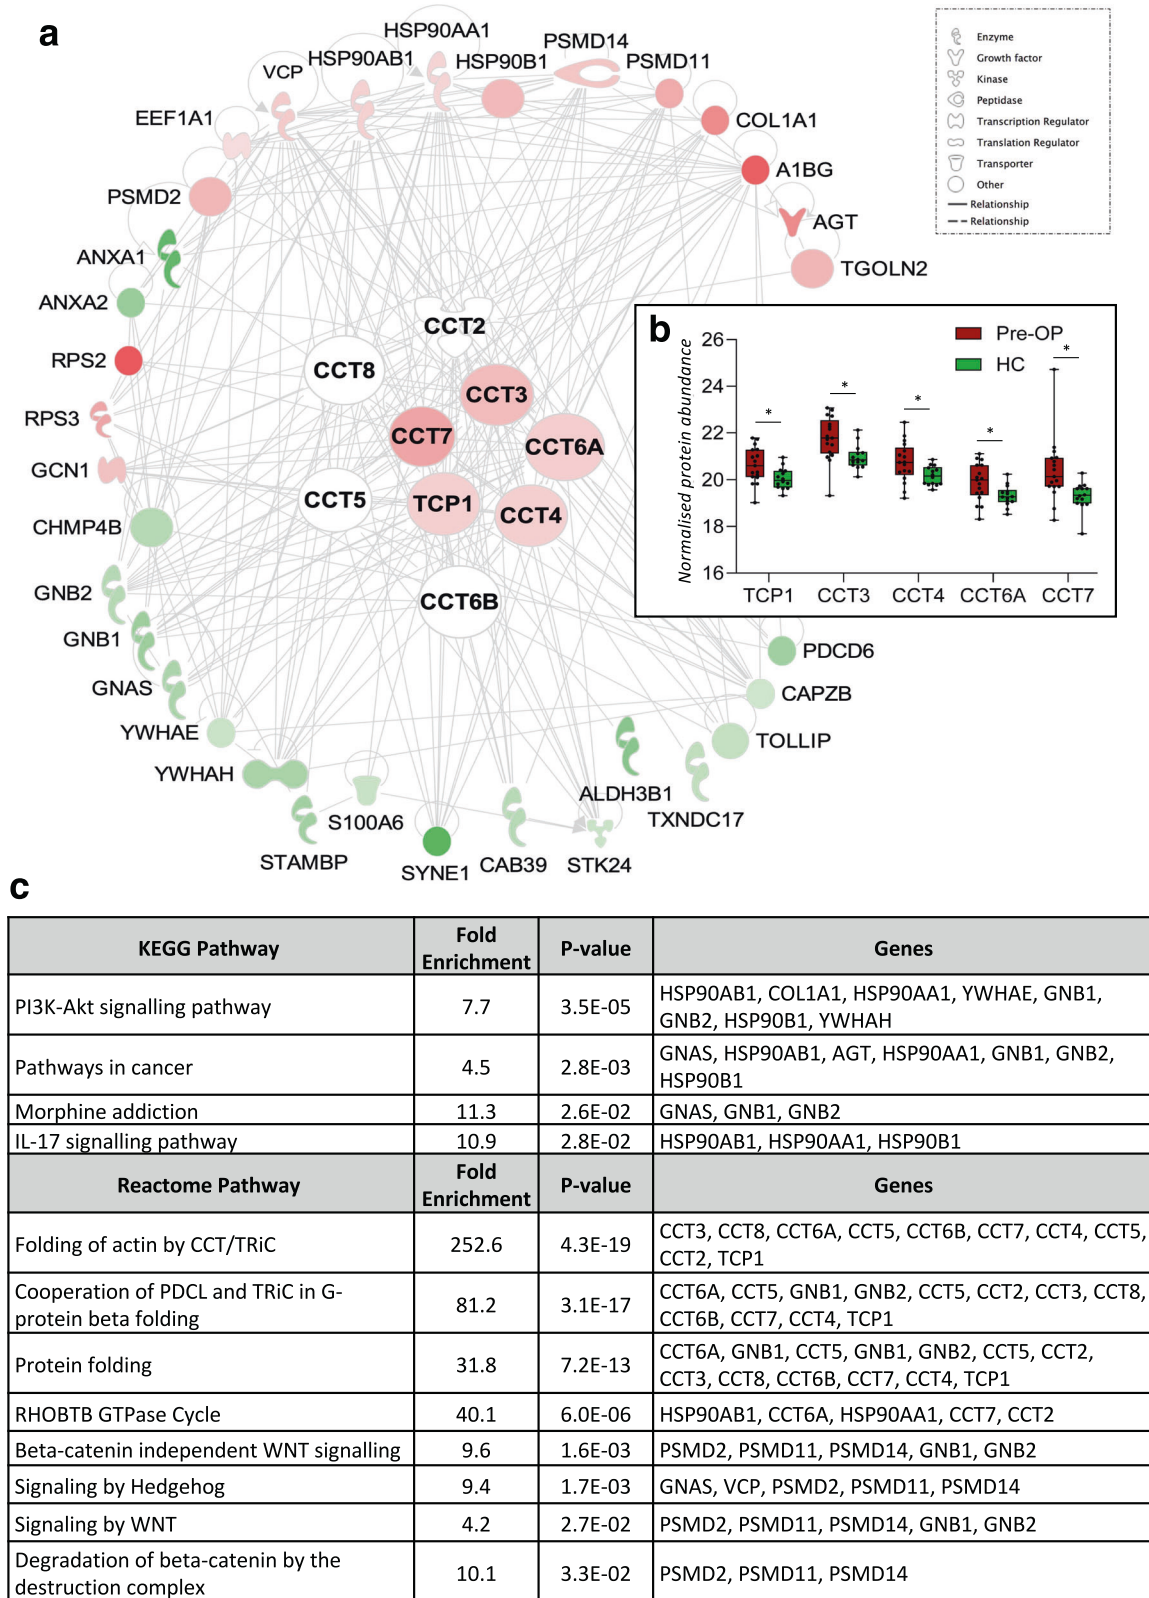 a
HSP90AA1
PSMD14
HSP90AB1
HSP90B1
PSMD11
VCP
EEF1A1
COL1A1
A1BG
PSMD2
AGT
ANXA1
TGOLN2
ANXA2
RPS2
RPS3
GCN1
CHMP4B
GNB2
GNB1
GNAS
YWHAE
YWHAH
STAMBP
S100A6
SYNE1
CAB39
STK24
ALDH3B1
TXNDC17
TOLLIP
CAPZB
PDCD6
CCT2
CCT8
CCT3
CCT7
CCT6A
CCT5
TCP1
CCT4
CCT6B
Enzyme
Growth factor
Kinase
Peptidase
Transcription Regulator
Translation Regulator
Transporter
Other
Relationship
Relationship
b
Normalised protein abundance
26
24
22
20
18
16
Pre-OP
HC
*
*
*
*
*
TCP1 CCT3 CCT4 CCT6A CCT7
c
KEGG Pathway Fold Enrichment P-value Genes
PI3K-Akt signalling pathway 7.7 3.5E-05 HSP90AB1, COL1A1, HSP90AA1, YWHAE, GNB1,
GNB2, HSP90B1, YWHAH
Pathways in cancer 4.5 2.8E-03 GNAS, HSP90AB1, AGT, HSP90AA1, GNB1, GNB2,
HSP90B1
Morphine addiction 11.3 2.6E-02 GNAS, GNB1, GNB2
IL-17 signalling pathway 10.9 2.8E-02 HSP90AB1, HSP90AA1, HSP90B1
Reactome Pathway Fold Enrichment P-value Genes
Folding of actin by CCT/TRiC 252.6 4.3E-19 CCT3, CCT8, CCT6A, CCT5, CCT6B, CCT7, CCT4, CCT5,
CCT2, TCP1
Cooperation of PDCL and TRiC in G-
protein beta folding 81.2 3.1E-17 CCT6A, CCT5, GNB1, GNB2, CCT5, CCT2, CCT3, CCT8,
CCT6B, CCT7, CCT4, TCP1
Protein folding 31.8 7.2E-13 CCT6A, GNB1, CCT5, GNB1, GNB2, CCT5, CCT2,
CCT3, CCT8, CCT6B, CCT7, CCT4, TCP1
RHOBTB GTPase Cycle 40.1 6.0E-06 HSP90AB1, CCT6A, HSP90AA1, CCT7, CCT2
Beta-catenin independent WNT signalling 9.6 1.6E-03 PSMD2, PSMD11, PSMD14, GNB1, GNB2
Signaling by Hedgehog 9.4 1.7E-03 GNAS, VCP, PSMD2, PSMD11, PSMD14
Signaling by WNT 4.2 2.7E-02 PSMD2, PSMD11, PSMD14, GNB1, GNB2
Degradation of beta-catenin by the
destruction complex 10.1 3.3E-02 PSMD2, PSMD11, PSMD14